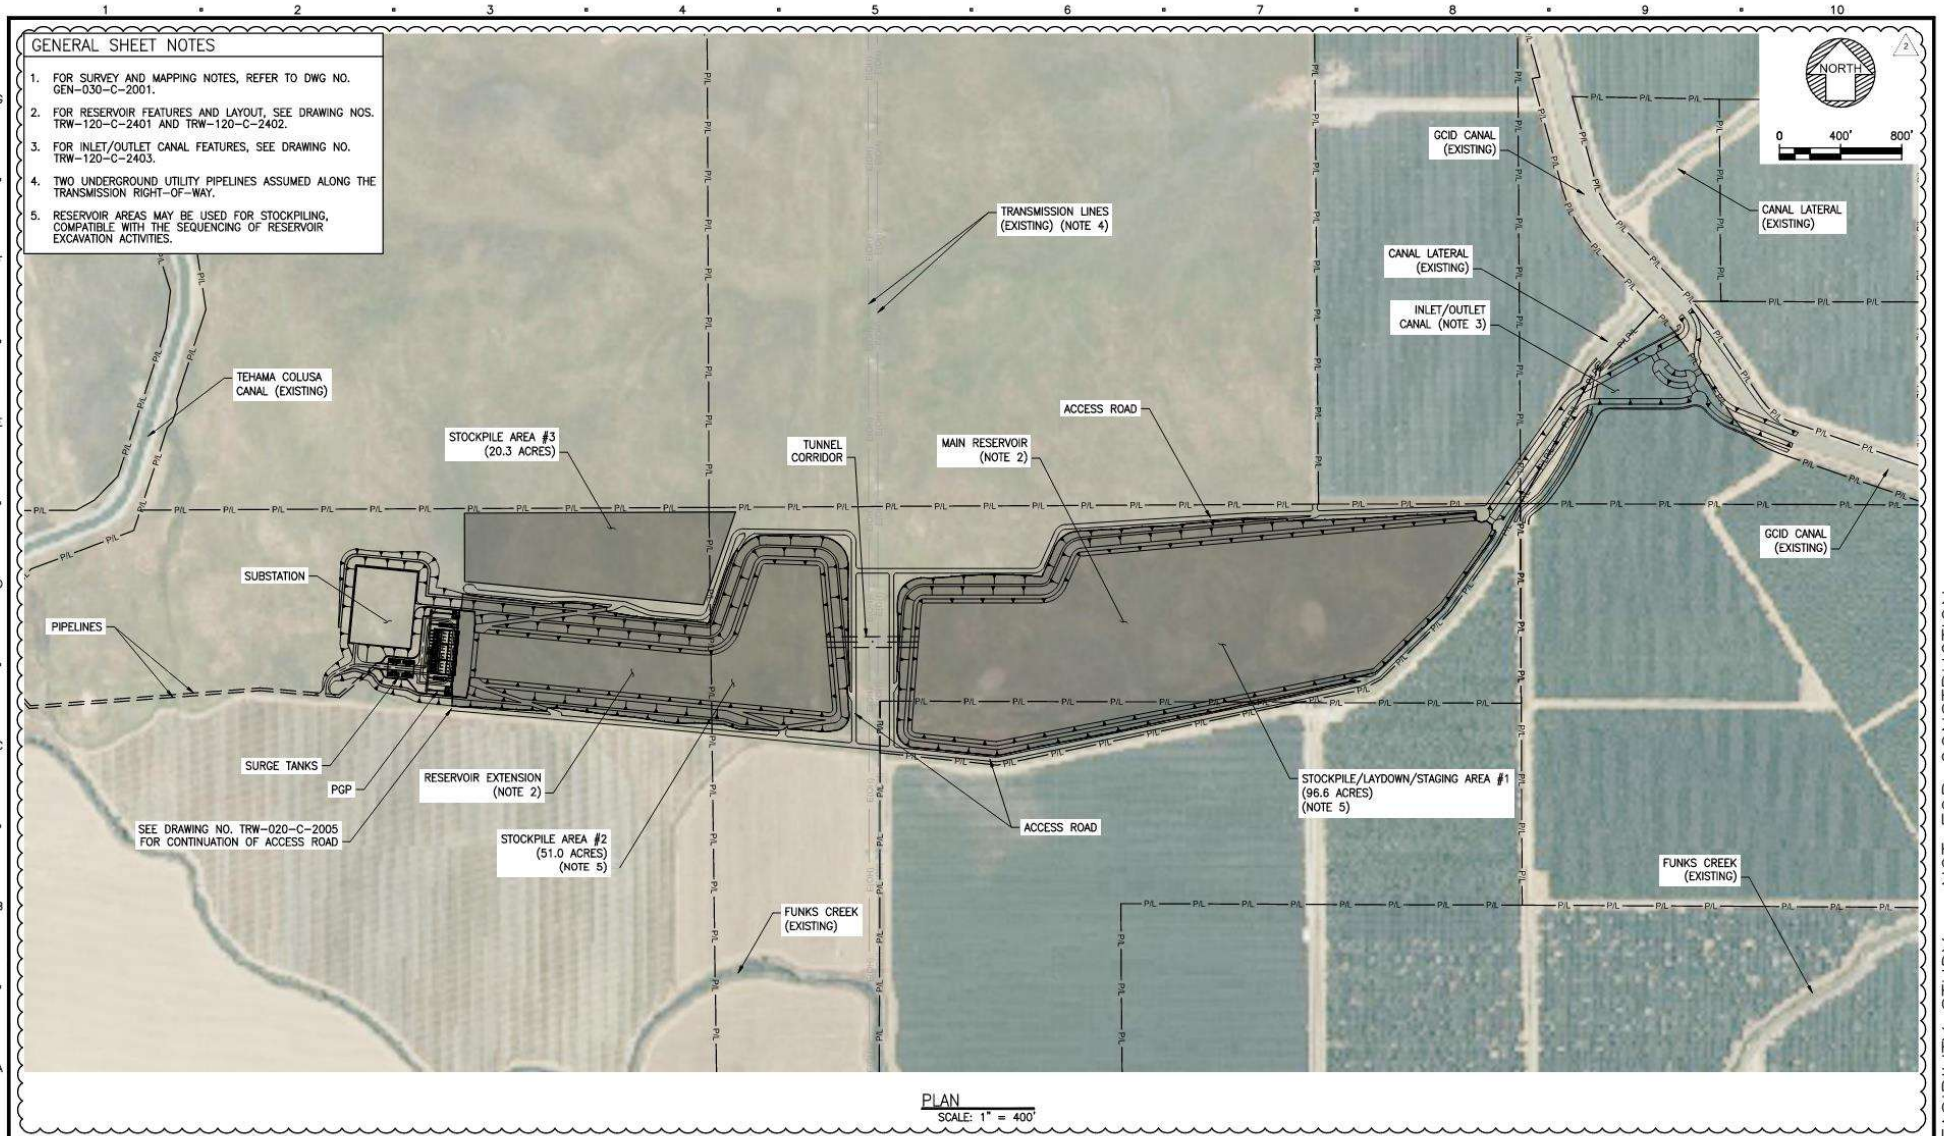 1 2 3 4 5 6 7 8 9 10
GENERAL SHEET NOTES
1. FOR SURVEY AND MAPPING NOTES, REFER TO DWG NO.
GEN-030-C-2001.
2. FOR RESERVOIR FEATURES AND LAYOUT, SEE DRAWING NOS.
TRW-120-C-2401 AND TRW-120-C-2402.
3. FOR INLET/OUTLET CANAL FEATURES, SEE DRAWING NO.
TRW-120-C-2403.
4. TWO UNDERGROUND UTILITY PIPELINES ASSUMED ALONG THE
TRANSMISSION RIGHT-OF-WAY.
5. RESERVOIR AREAS MAY BE USED FOR STOCKPILING,
COMPATIBLE WITH THE SEQUENCING OF RESERVOIR
EXCAVATION ACTIVITIES.
2
NORTH
0 400' 800'
GCID CANAL
(EXISTING)
CANAL LATERAL
(EXISTING)
TRANSMISSION LINES
(EXISTING) (NOTE 4)
CANAL LATERAL
(EXISTING)
INLET/OUTLET
CANAL (NOTE 3)
TEHAMA COLUSA
CANAL (EXISTING)
ACCESS ROAD
STOCKPILE AREA #3
(20.3 ACRES)
TUNNEL
CORRIDOR
MAIN RESERVOIR
(NOTE 2)
GCID CANAL
(EXISTING)
SUBSTATION
PIPELINES
SURGE TANKS
PGP
RESERVOIR EXTENSION
(NOTE 2)
STOCKPILE/LAYDOWN/STAGING AREA #1
(96.6 ACRES)
(NOTE 5)
SEE DRAWING NO. TRW-020-C-2005
FOR CONTINUATION OF ACCESS ROAD
STOCKPILE AREA #2
(51.0 ACRES)
(NOTE 5)
ACCESS ROAD
FUNKS CREEK
(EXISTING)
FUNKS CREEK
(EXISTING)
P/L
PLAN
SCALE: 1" = 400'